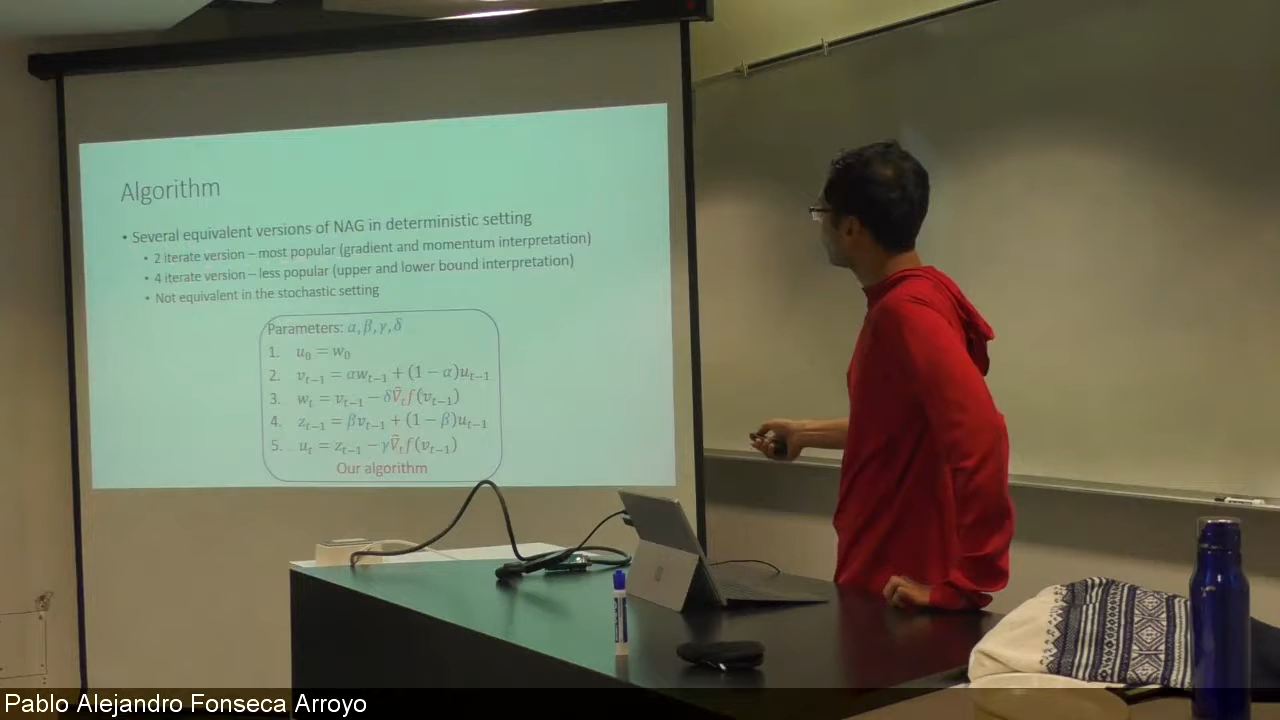 Algorithm
• Several equivalent versions of NAG in deterministic setting
• 2 iterate version – most popular (gradient and momentum interpretation)
• 4 iterate version – less popular (upper and lower bound interpretation)
• Not equivalent in the stochastic setting
Parameters: α, β, γ, δ
1. u₀ = w₀
2. vₜ₋₁ = αwₜ₋₁ + (1 − α)uₜ₋₁
3. wₜ = vₜ₋₁ − δ∇̃ₜf(vₜ₋₁)
4. zₜ₋₁ = βvₜ₋₁ + (1 − β)uₜ₋₁
5. uₜ = zₜ₋₁ − γ∇̃ₜf(vₜ₋₁)
Our algorithm
Pablo Alejandro Fonseca Arroyo